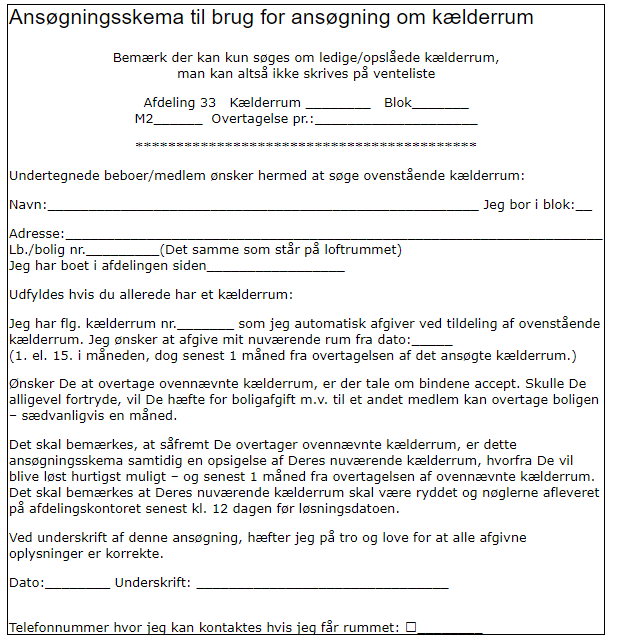 Ansøgningsskema til brug for ansøgning om kælderrum
Bemærk der kan kun søges om ledige/opslåede kælderrum,
man kan altså ikke skrives på venteliste
Afdeling 33 Kælderrum ________ Blok_______
M2______ Overtagelse pr.:____________________
******************************************
Undertegnede beboer/medlem ønsker hermed at søge ovenstående kælderrum:
Navn:_____________________________________________________ Jeg bor i blok:__
Adresse:__________________________________________________________________
Lb./bolig nr._________(Det samme som står på loftrummet)
Jeg har boet i afdelingen siden_________________
Udfyldes hvis du allerede har et kælderrum:
Jeg har flg. kælderrum nr._______ som jeg automatisk afgiver ved tildeling af ovenstående
kælderrum. Jeg ønsker at afgive mit nuværende rum fra dato:_____
(1. el. 15. i måneden, dog senest 1 måned fra overtagelsen af det ansøgte kælderrum.)
Ønsker De at overtage ovennævnte kælderrum, er der tale om bindene accept. Skulle De
alligevel fortryde, vil De hæfte for boligafgift m.v. til et andet medlem kan overtage boligen
– sædvanligvis en måned.
Det skal bemærkes, at såfremt De overtager ovennævnte kælderrum, er dette
ansøgningsskema samtidig en opsigelse af Deres nuværende kælderrum, hvorfra De vil
blive løst hurtigst muligt – og senest 1 måned fra overtagelsen af ovennævnte kælderrum.
Det skal bemærkes at Deres nuværende kælderrum skal være ryddet og nøglerne afleveret
på afdelingskontoret senest kl. 12 dagen før løsningsdatoen.
Ved underskrift af denne ansøgning, hæfter jeg på tro og love for at alle afgivne
oplysninger er korrekte.
Dato:________ Underskrift: _______________________________
Telefonnummer hvor jeg kan kontaktes hvis jeg får rummet: ☐________